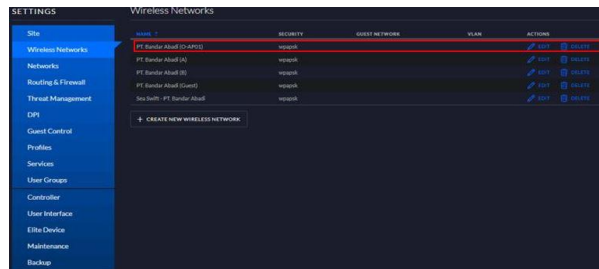 SETTINGS
Wireless Networks
Site
Wireless Networks
Networks
Routing & Firewall
Threat Management
DPI
Guest Control
Profiles
Services
User Groups
Controller
User Interface
Elite Device
Maintenance
Backup
NAME ↑ SECURITY GUEST NETWORK VLAN ACTIONS
PT. Bandar Abadi (O-AP01) wpapsk EDIT DELETE
PT. Bandar Abadi (A) wpapsk EDIT DELETE
PT. Bandar Abadi (B) wpapsk EDIT DELETE
PT. Bandar Abadi (Guest) wpapsk EDIT DELETE
Sea Swift - PT. Bandar Abadi wpapsk EDIT DELETE
+ CREATE NEW WIRELESS NETWORK